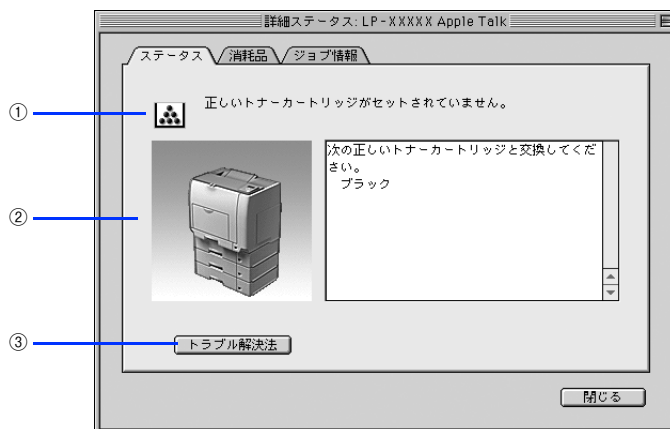 詳細ステータス: LP-XXXXX Apple Talk
ステータス 消耗品 ジョブ情報
① 正しいトナーカートリッジがセットされていません。
次の正しいトナーカートリッジと交換してくだ
さい。
ブラック
②
③ トラブル解決法
閉じる